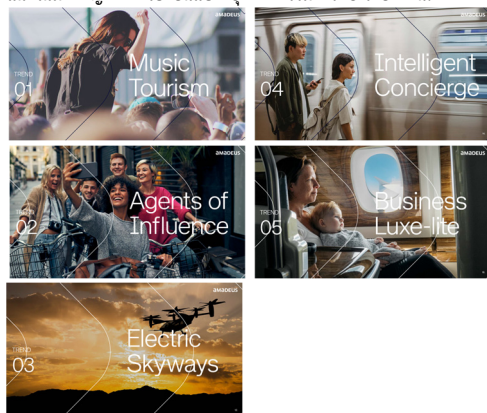 amadeus
TREND
01
Music
Tourism
amadeus
TREND
04
Intelligent
Concierge
amadeus
TREND
02
Agents of
Influence
amadeus
TREND
05
Business
Luxe-lite
amadeus
TREND
03
Electric
Skyways